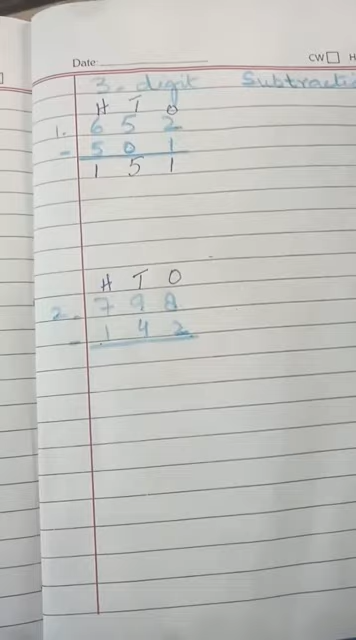 Date: CW H
3-digit Subtractio
H T O
1. 6 5 2
- 5 0 1
1 5 1
H T O
2. 7 9 8
- 1 4 2